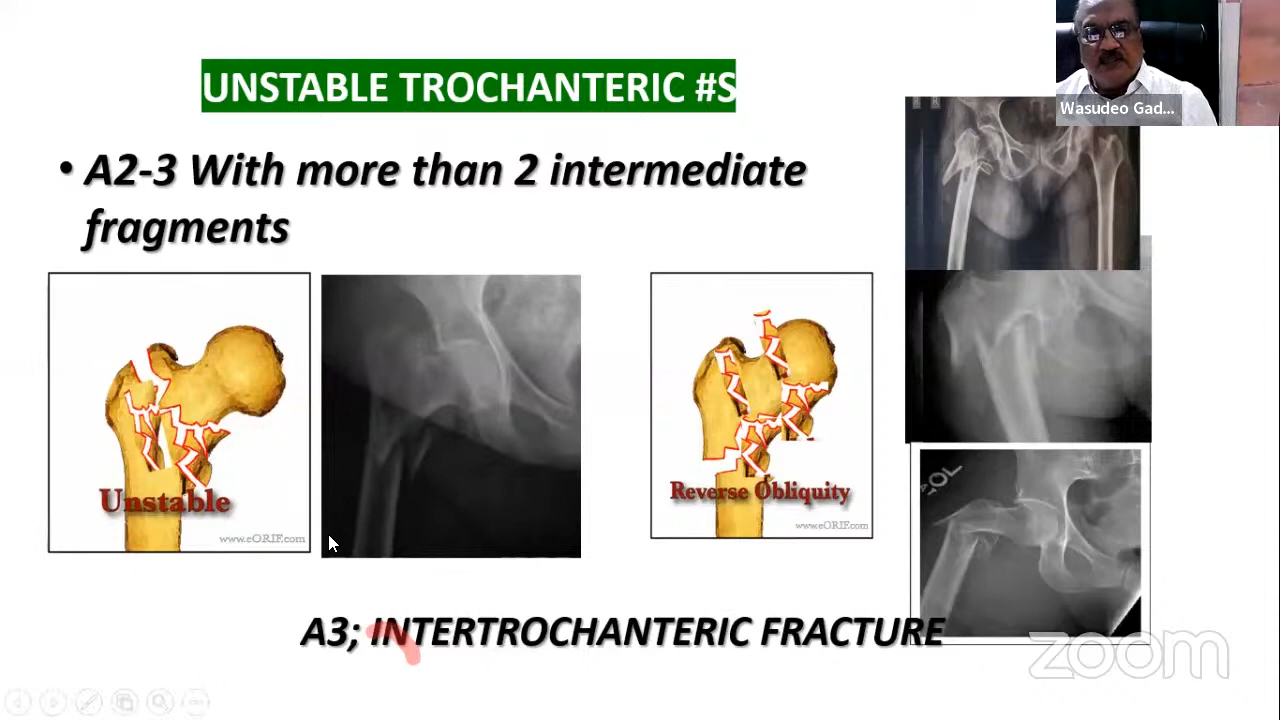 Wasudeo Gad...
UNSTABLE TROCHANTERIC #S
R R
• A2-3 With more than 2 intermediate
fragments
Unstable
www.eORIF.com
Reverse Obliquity
www.eORIF.com
A3; INTERTROCHANTERIC FRACTURE
zoom